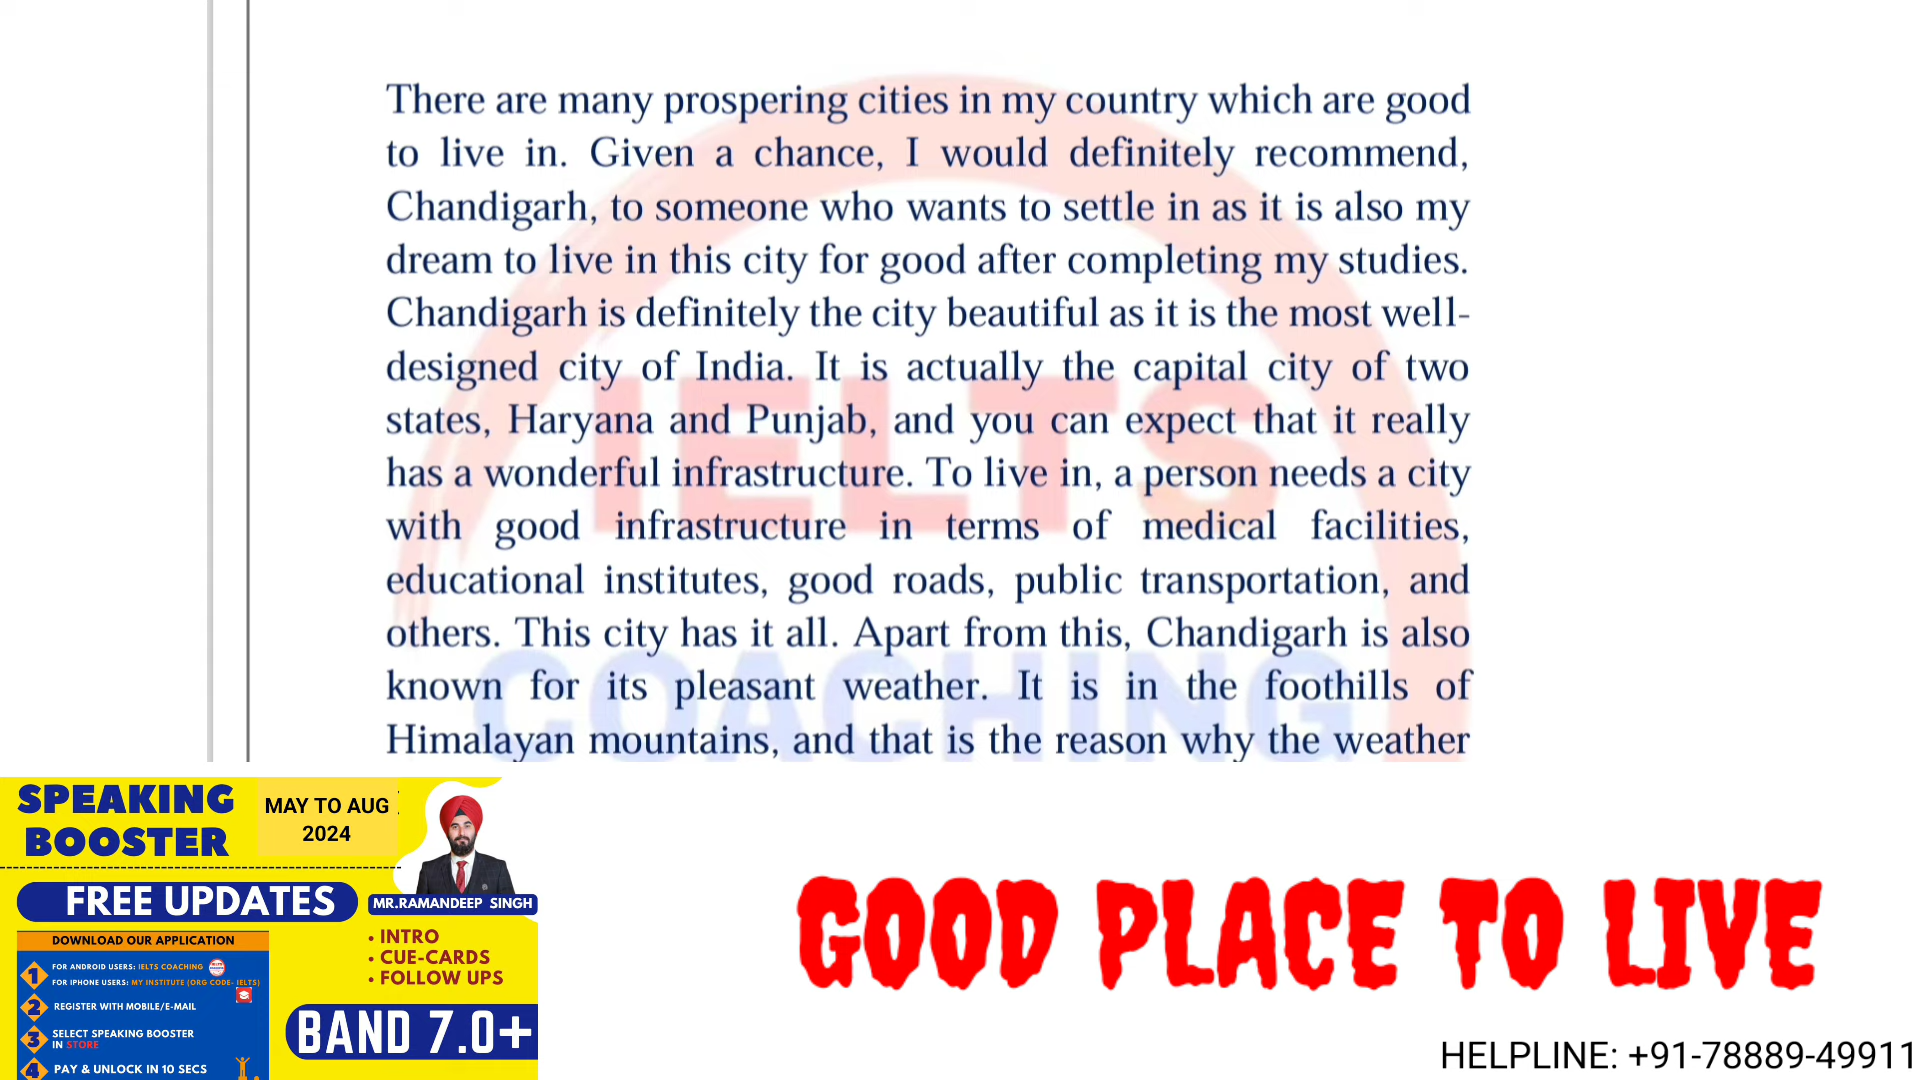 There are many prospering cities in my country which are good
to live in. Given a chance, I would definitely recommend,
Chandigarh, to someone who wants to settle in as it is also my
dream to live in this city for good after completing my studies.
Chandigarh is definitely the city beautiful as it is the most well-
designed city of India. It is actually the capital city of two
states, Haryana and Punjab, and you can expect that it really
has a wonderful infrastructure. To live in, a person needs a city
with good infrastructure in terms of medical facilities,
educational institutes, good roads, public transportation, and
others. This city has it all. Apart from this, Chandigarh is also
known for its pleasant weather. It is in the foothills of
Himalayan mountains, and that is the reason why the weather
IELTS
COACHING
SPEAKING
BOOSTER
MAY TO AUG
2024
FREE UPDATES
MR.RAMANDEEP SINGH
DOWNLOAD OUR APPLICATION
1 FOR ANDROID USERS: IELTS COACHING
FOR IPHONE USERS: MY INSTITUTE (ORG CODE- IELTS)
2 REGISTER WITH MOBILE/E-MAIL
3 SELECT SPEAKING BOOSTER
IN STORE
4 PAY & UNLOCK IN 10 SECS
• INTRO
• CUE-CARDS
• FOLLOW UPS
BAND 7.0+
GOOD PLACE TO LIVE
HELPLINE: +91-78889-49911